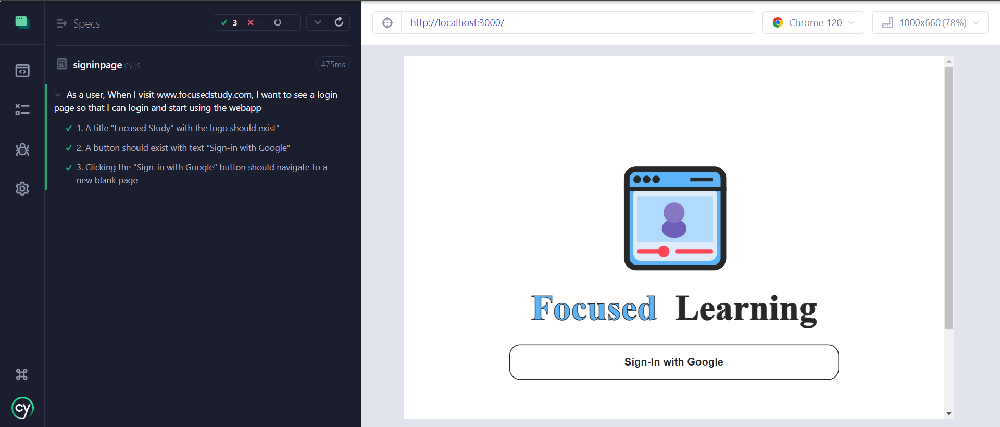 Specs
3 -- --
signinpage.cy.js
475ms
As a user, When I visit www.focusedstudy.com, I want to see a login
page so that I can login and start using the webapp
1. A title "Focused Study" with the logo should exist"
2. A button should exist with text "Sign-in with Google"
3. Clicking the "Sign-in with Google" button should navigate to a
new blank page
cy
http://localhost:3000/
Chrome 120
1000x660 (78%)
Focused Learning
Sign-In with Google